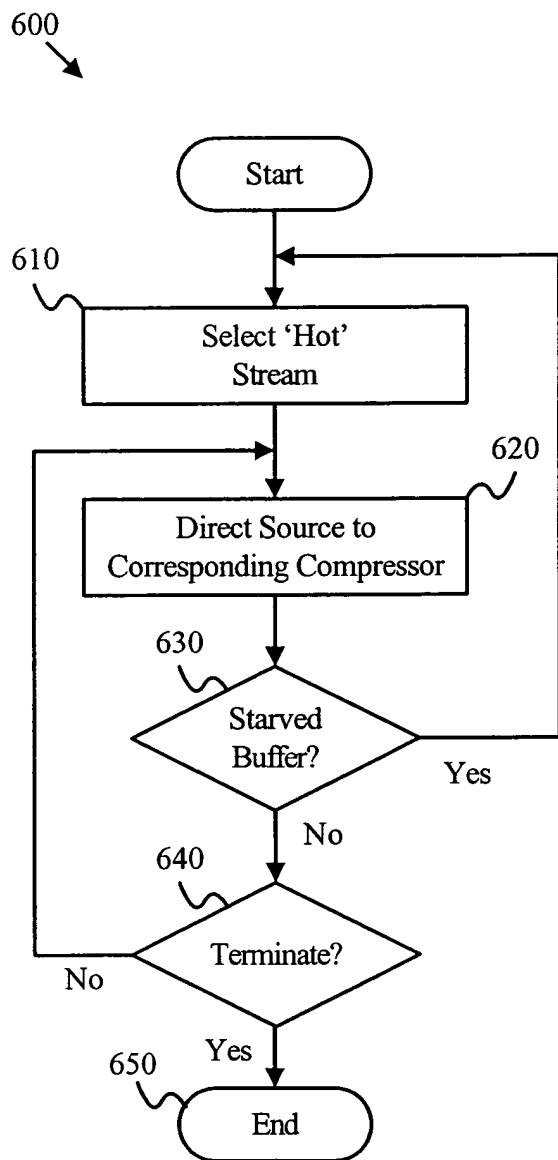 600
Start
610
Select ‘Hot’
Stream
620
Direct Source to
Corresponding Compressor
630
Starved
Buffer?
Yes
No
640
Terminate?
No
Yes
650
End